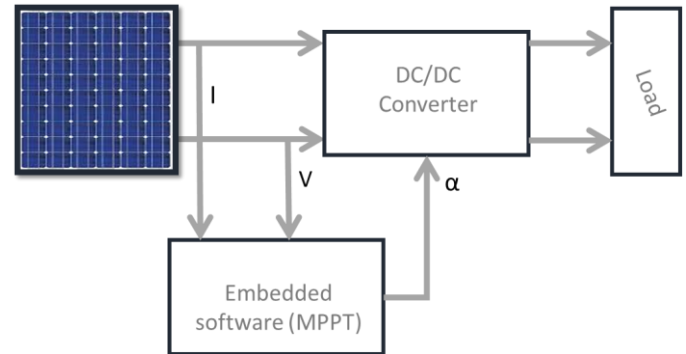 I
DC/DC
Converter
Load
V
α
Embedded
software (MPPT)